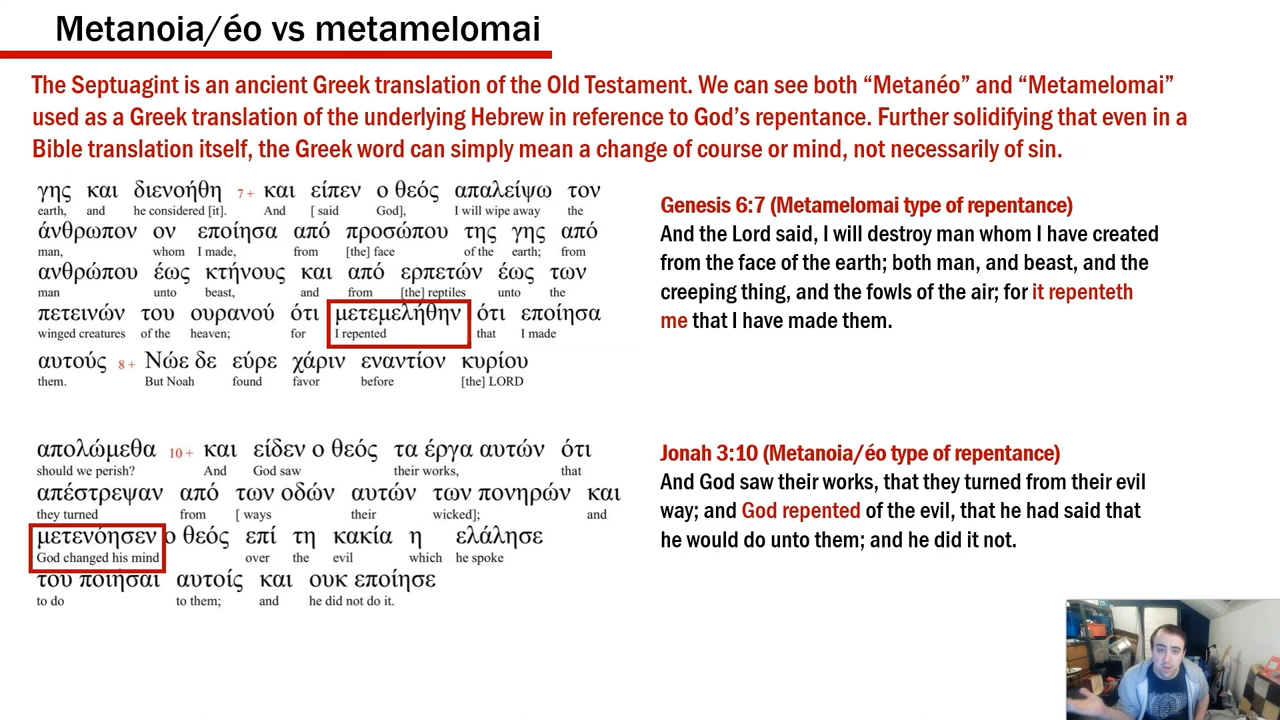 Metanoia/éo vs metamelomai
The Septuagint is an ancient Greek translation of the Old Testament. We can see both “Metanéo” and “Metamelomai”
used as a Greek translation of the underlying Hebrew in reference to God’s repentance. Further solidifying that even in a
Bible translation itself, the Greek word can simply mean a change of course or mind, not necessarily of sin.
γης και διενοήθη 7 + και είπεν ο θεός απαλείψω τον
earth, and he considered [it]. And [ said God], I will wipe away the
άνθρωπον ον εποίησα από προσώπου της γης από
man, whom I made, from [the] face of the earth; from
ανθρώπου έως κτήνους και από ερπετών έως των
man unto beast, and from [the] reptiles unto the
πετεινών του ουρανού ότι μετεμελήθην ότι εποίησα
winged creatures of the heaven; for I repented that I made
αυτούς 8 + Νώε δε εύρε χάριν εναντίον κυρίου
them. But Noah found favor before [the] LORD
Genesis 6:7 (Metamelomai type of repentance)
And the Lord said, I will destroy man whom I have created
from the face of the earth; both man, and beast, and the
creeping thing, and the fowls of the air; for it repenteth
me that I have made them.
απολώμεθα 10 + και είδεν ο θεός τα έργα αυτών ότι
should we perish? And God saw their works, that
απέστρεψαν από των οδών αυτών των πονηρών και
they turned from [ ways their wicked]; and
μετενόησεν ο θεός επί τη κακία η ελάλησε
God changed his mind over the evil which he spoke
του ποιήσαι αυτοίς και ουκ εποίησε
to do to them; and he did not do it.
Jonah 3:10 (Metanoia/éo type of repentance)
And God saw their works, that they turned from their evil
way; and God repented of the evil, that he had said that
he would do unto them; and he did it not.